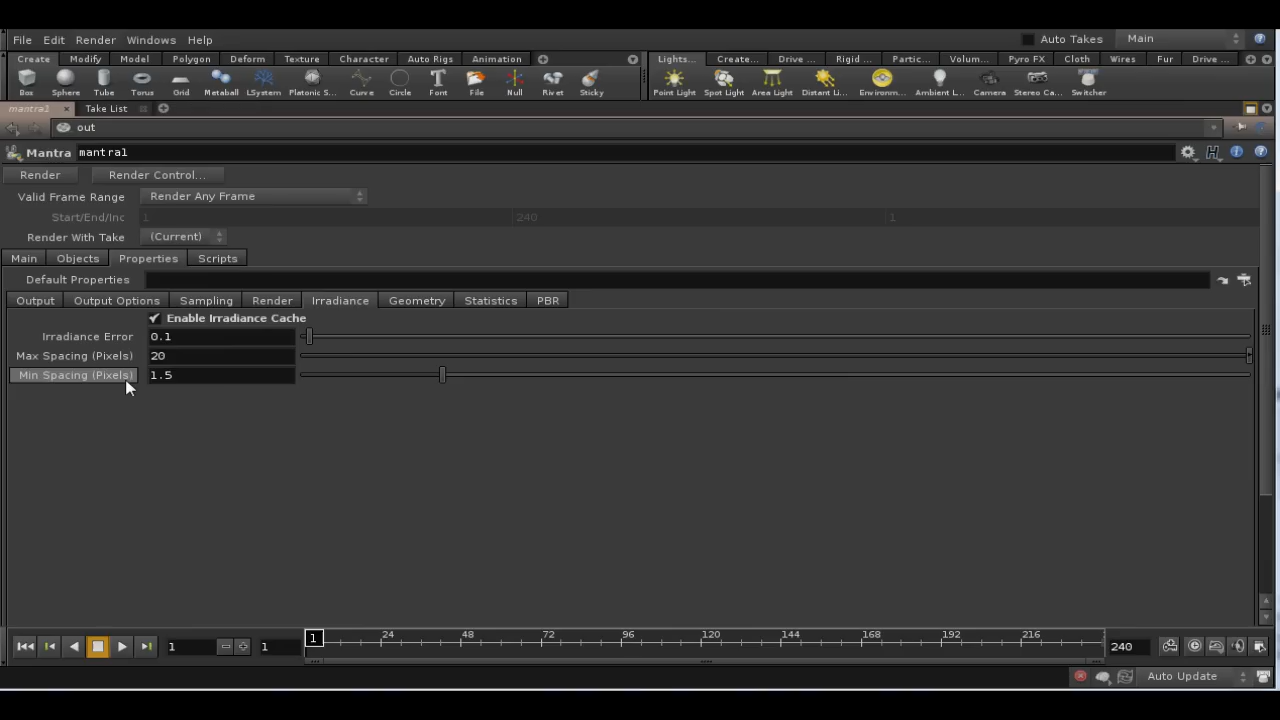 File Edit Render Windows Help Auto Takes Main
Create Modify Model Polygon Deform Texture Character Auto Rigs Animation Lights... Create... Drive ... Rigid ... Partic... Volum... Pyro FX Cloth Wires Fur Drive ...
Box Sphere Tube Torus Grid Metaball LSystem Platonic S... Curve Circle Font Null File Rivet Sticky Point Light Spot Light Area Light Distant Li... Environm... Ambient L... Camera Stereo Ca... Switcher
mantra1 Take List
out
Mantra mantra1
Render Render Control...
Valid Frame Range Render Any Frame
Start/End/Inc 1 240 1
Render With Take (Current)
Main Objects Properties Scripts
Default Properties
Output Output Options Sampling Render Irradiance Geometry Statistics PBR
Enable Irradiance Cache
Irradiance Error 0.1
Max Spacing (Pixels) 20
Min Spacing (Pixels) 1.5
1 1 1 24 48 72 96 120 144 168 192 216 240
Auto Update